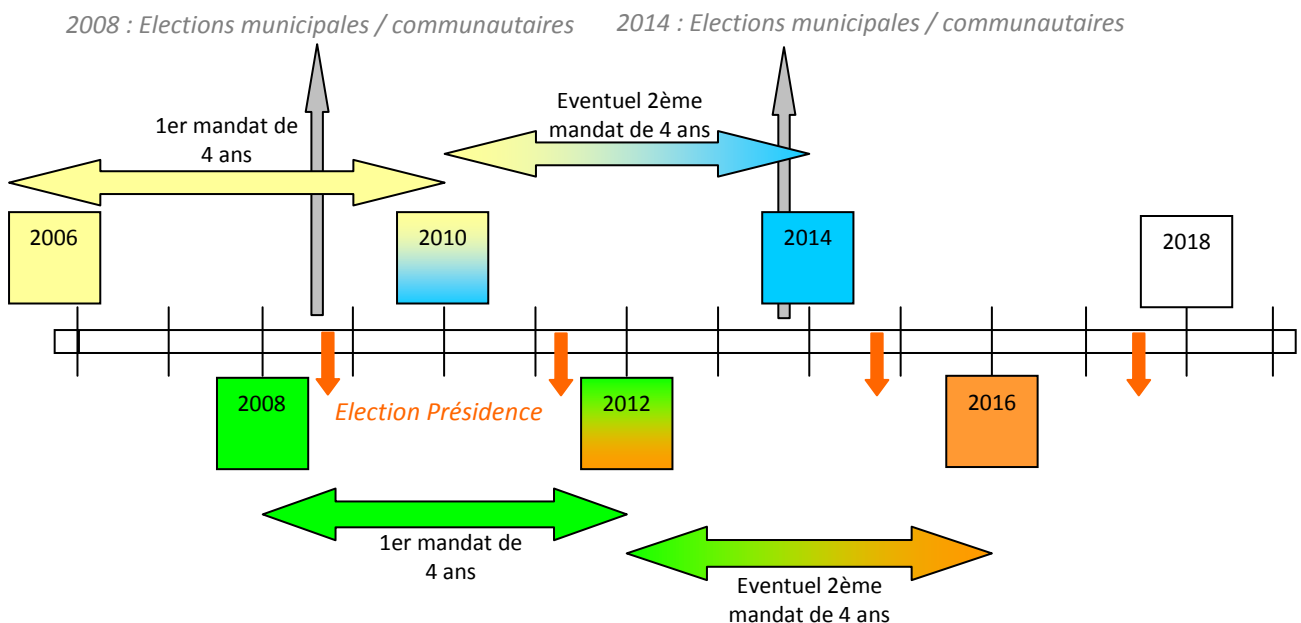 2008 : Elections municipales / communautaires
2014 : Elections municipales / communautaires
1er mandat de
4 ans
Eventuel 2ème
mandat de 4 ans
2006
2010
2014
2018
2008
Election Présidence
2012
2016
1er mandat de
4 ans
Eventuel 2ème
mandat de 4 ans